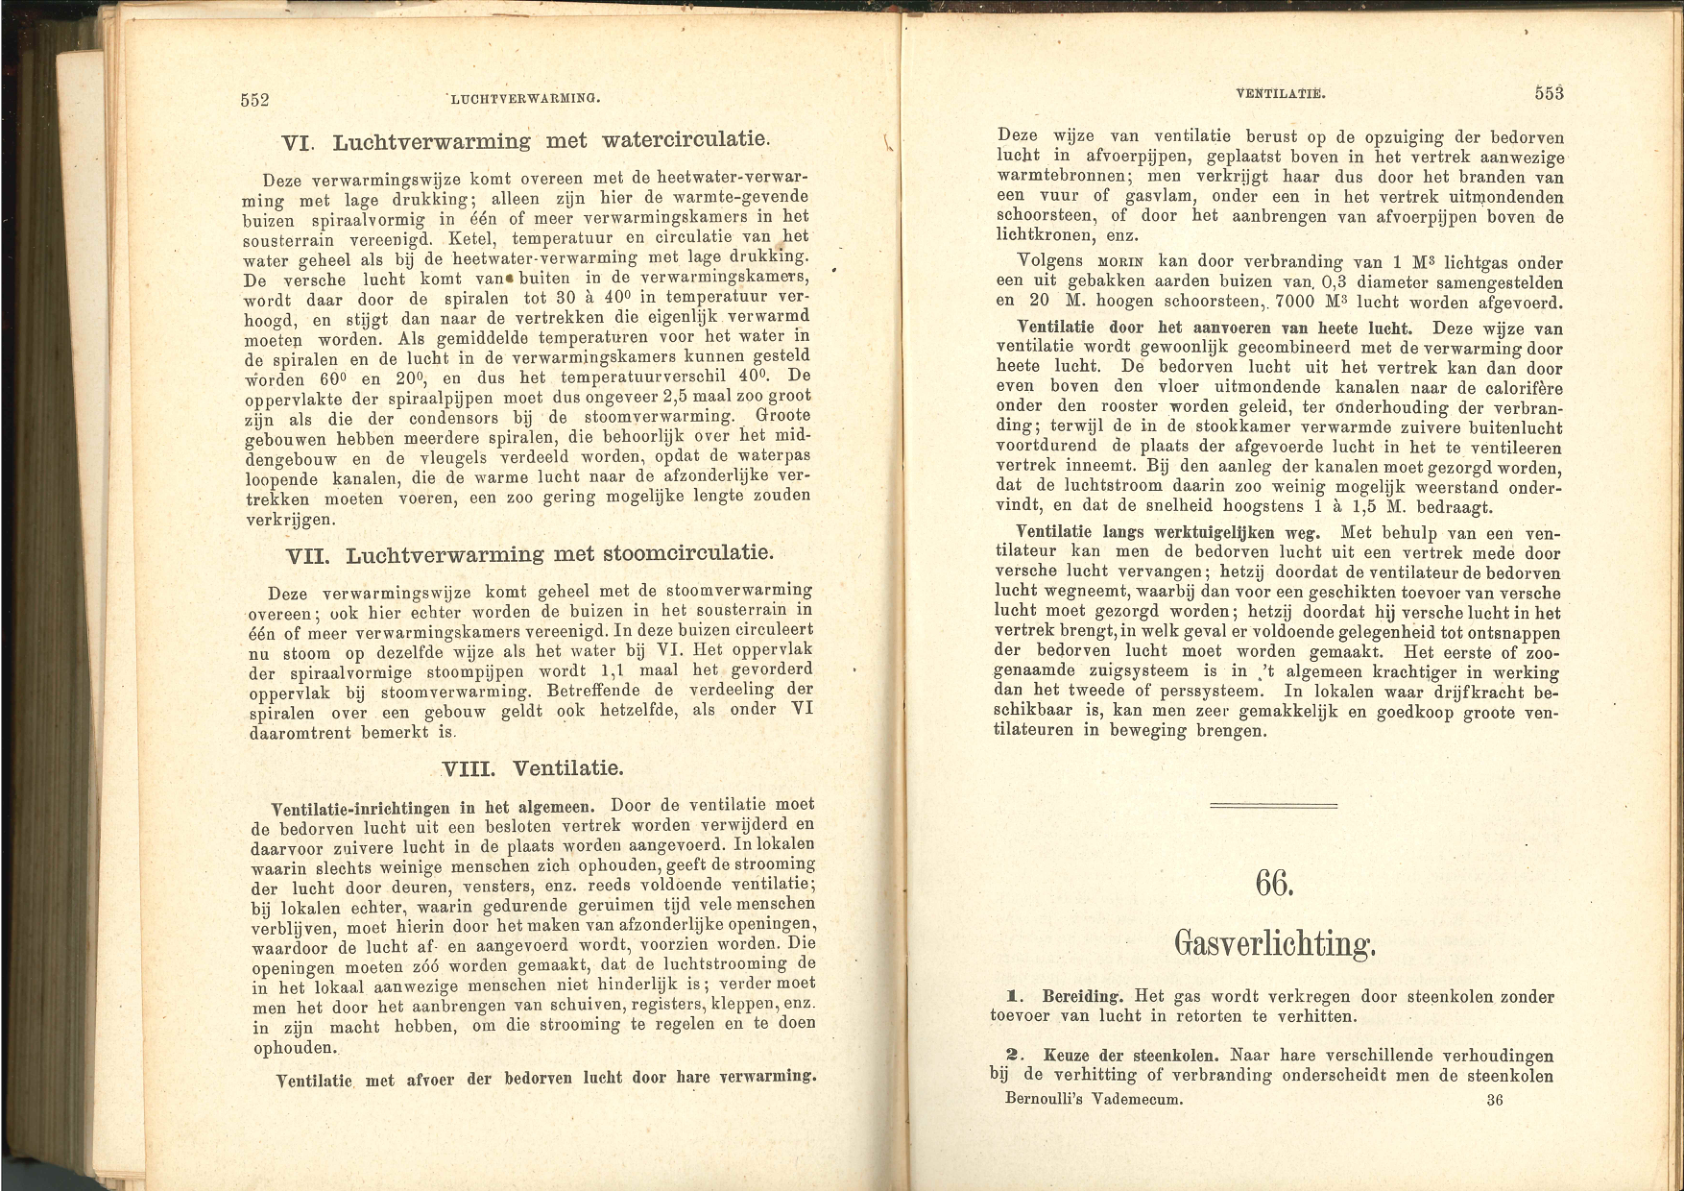 552
LUCHTVERWARMING.
VI. Luchtverwarming met watercirculatie.
Deze verwarmingswijze komt overeen met de heetwater-verwar-
ming met lage drukking; alleen zijn hier de warmte-gevende
buizen spiraalvormig in één of meer verwarmingskamers in het
sousterrain vereenigd. Ketel, temperatuur en circulatie van het
water geheel als bij de heetwater-verwarming met lage drukking.
De versche lucht komt van buiten in de verwarmingskamers,
wordt daar door de spiralen tot 30 à 40⁰ in temperatuur ver-
hoogd, en stijgt dan naar de vertrekken die eigenlijk verwarmd
moeten worden. Als gemiddelde temperaturen voor het water in
de spiralen en de lucht in de verwarmingskamers kunnen gesteld
worden 60⁰ en 20⁰, en dus het temperatuurverschil 40⁰. De
oppervlakte der spiraalpijpen moet dus ongeveer 2,5 maal zoo groot
zijn als die der condensors bij de stoomverwarming. Groote
gebouwen hebben meerdere spiralen, die behoorlijk over het mid-
dengebouw en de vleugels verdeeld worden, opdat de waterpas
loopende kanalen, die de warme lucht naar de afzonderlijke ver-
trekken moeten voeren, een zoo gering mogelijke lengte zouden
verkrijgen.
VII. Luchtverwarming met stoomcirculatie.
Deze verwarmingswijze komt geheel met de stoomverwarming
overeen; ook hier echter worden de buizen in het sousterrain in
één of meer verwarmingskamers vereenigd. In deze buizen circuleert
nu stoom op dezelfde wijze als het water bij VI. Het oppervlak
der spiraalvormige stoompijpen wordt 1,1 maal het gevorderd
oppervlak bij stoomverwarming. Betreffende de verdeeling der
spiralen over een gebouw geldt ook hetzelfde, als onder VI
daaromtrent bemerkt is.
VIII. Ventilatie.
Ventilatie-inrichtingen in het algemeen. Door de ventilatie moet
de bedorven lucht uit een besloten vertrek worden verwijderd en
daarvoor zuivere lucht in de plaats worden aangevoerd. In lokalen
waarin slechts weinige menschen zich ophouden, geeft de strooming
der lucht door deuren, vensters, enz. reeds voldoende ventilatie;
bij lokalen echter, waarin gedurende geruimen tijd vele menschen
verblijven, moet hierin door het maken van afzonderlijke openingen,
waardoor de lucht af- en aangevoerd wordt, voorzien worden. Die
openingen moeten zóó worden gemaakt, dat de luchtstrooming de
in het lokaal aanwezige menschen niet hinderlijk is; verder moet
men het door het aanbrengen van schuiven, registers, kleppen, enz.
in zijn macht hebben, om die strooming te regelen en te doen
ophouden.
Ventilatie met afvoer der bedorven lucht door hare verwarming.
VENTILATIE.
553
Deze wijze van ventilatie berust op de opzuiging der bedorven
lucht in afvoerpijpen, geplaatst boven in het vertrek aanwezige
warmtebronnen; men verkrijgt haar dus door het branden van
een vuur of gasvlam, onder een in het vertrek uitmondenden
schoorsteen, of door het aanbrengen van afvoerpijpen boven de
lichtkronen, enz.
Volgens MORIN kan door verbranding van 1 M³ lichtgas onder
een uit gebakken aarden buizen van 0,3 diameter samengestelden
en 20 M. hoogen schoorsteen, 7000 M³ lucht worden afgevoerd.
Ventilatie door het aanvoeren van heete lucht. Deze wijze van
ventilatie wordt gewoonlijk gecombineerd met de verwarming door
heete lucht. De bedorven lucht uit het vertrek kan dan door
even boven den vloer uitmondende kanalen naar de calorifère
onder den rooster worden geleid, ter onderhouding der verbran-
ding; terwijl de in de stookkamer verwarmde zuivere buitenlucht
voortdurend de plaats der afgevoerde lucht in het te ventileeren
vertrek inneemt. Bij den aanleg der kanalen moet gezorgd worden,
dat de luchtstroom daarin zoo weinig mogelijk weerstand onder-
vindt, en dat de snelheid hoogstens 1 à 1,5 M. bedraagt.
Ventilatie langs werktuigelijken weg. Met behulp van een ven-
tilateur kan men de bedorven lucht uit een vertrek mede door
versche lucht vervangen; hetzij doordat de ventilateur de bedorven
lucht wegneemt, waarbij dan voor een geschikten toevoer van versche
lucht moet gezorgd worden; hetzij doordat hij versche lucht in het
vertrek brengt, in welk geval er voldoende gelegenheid tot ontsnappen
der bedorven lucht moet worden gemaakt. Het eerste of zoo-
genaamde zuigsysteem is in 't algemeen krachtiger in werking
dan het tweede of perssysteem. In lokalen waar drijfkracht be-
schikbaar is, kan men zeer gemakkelijk en goedkoop groote ven-
tilateuren in beweging brengen.
66.
Gasverlichting.
1. Bereiding. Het gas wordt verkregen door steenkolen zonder
toevoer van lucht in retorten te verhitten.
2. Keuze der steenkolen. Naar hare verschillende verhoudingen
bij de verhitting of verbranding onderscheidt men de steenkolen
Bernoulli's Vademecum.
36